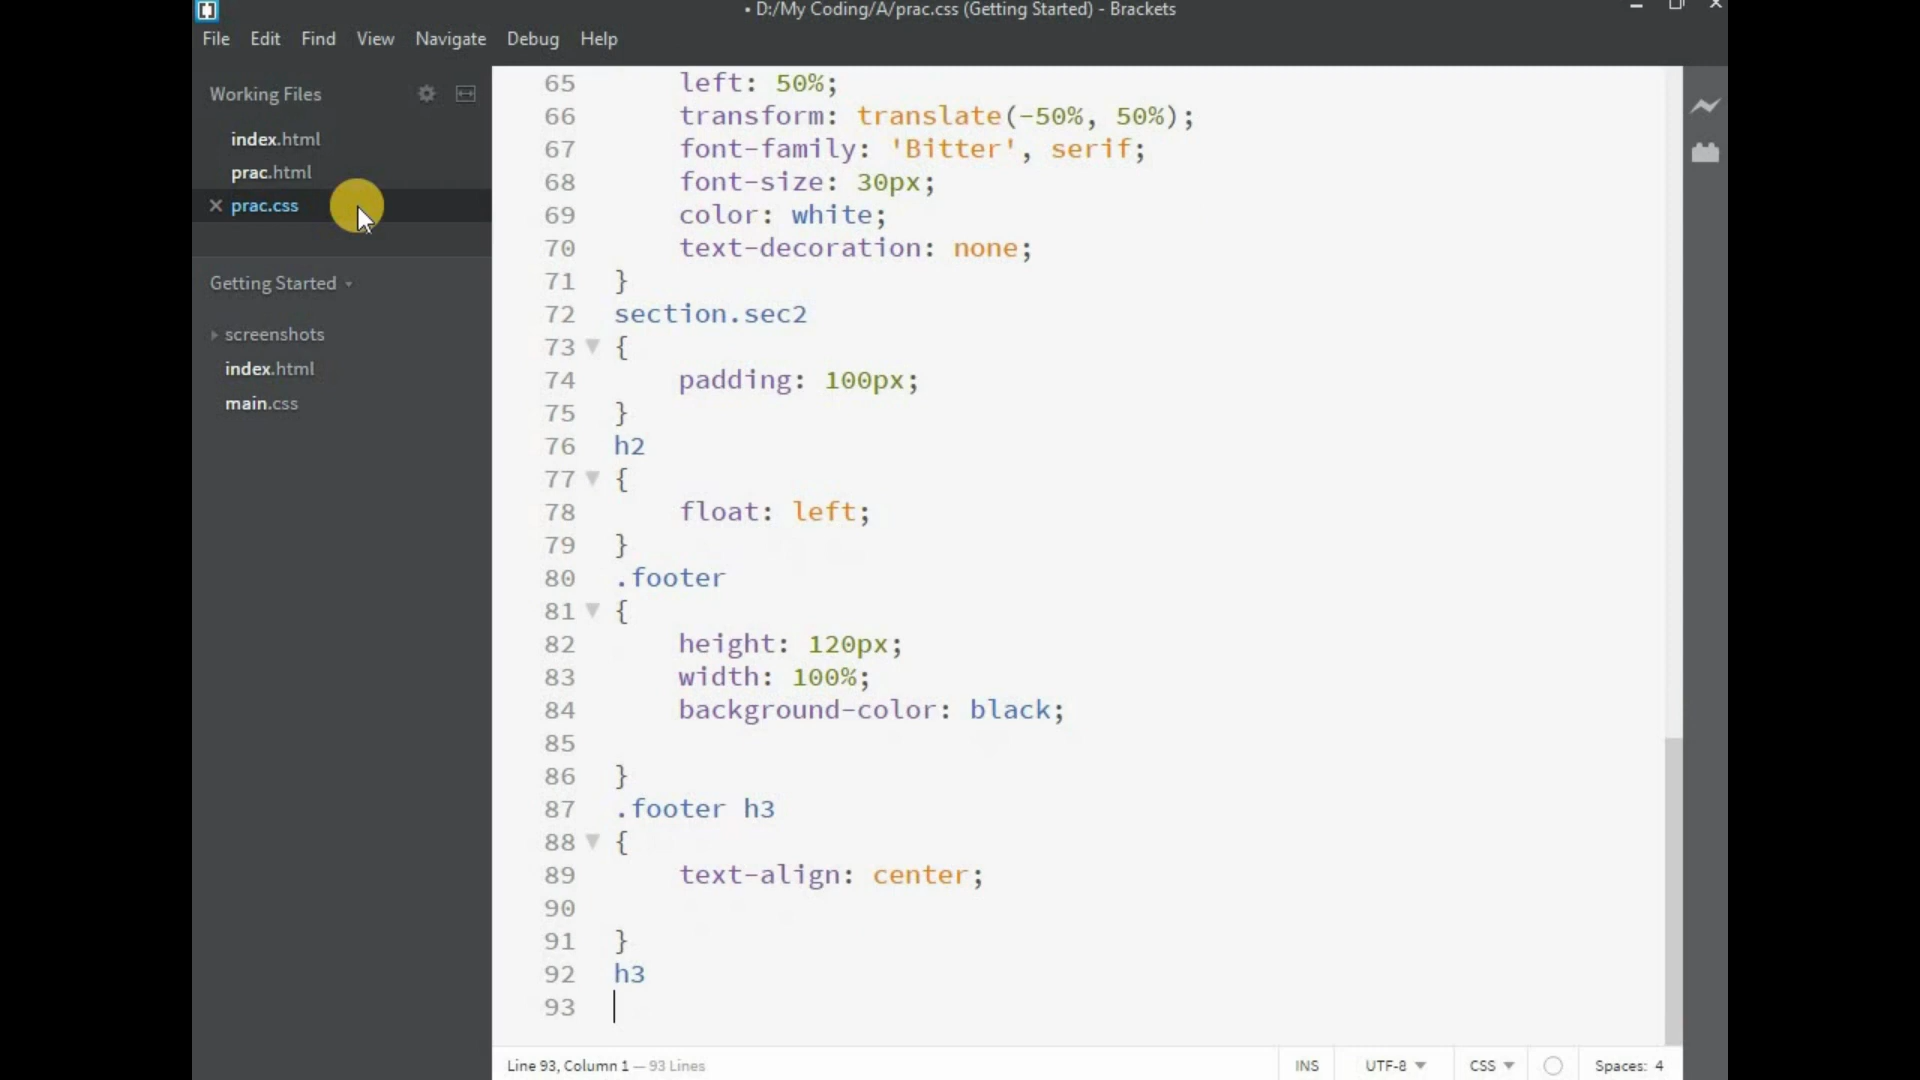 • D:/My Coding/A/prac.css (Getting Started) - Brackets
File Edit Find View Navigate Debug Help
Working Files
index.html
prac.html
prac.css
Getting Started
screenshots
index.html
main.css
65 left: 50%;
66 transform: translate(-50%, 50%);
67 font-family: 'Bitter', serif;
68 font-size: 30px;
69 color: white;
70 text-decoration: none;
71 }
72 section.sec2
73 {
74 padding: 100px;
75 }
76 h2
77 {
78 float: left;
79 }
80 .footer
81 {
82 height: 120px;
83 width: 100%;
84 background-color: black;
85
86 }
87 .footer h3
88 {
89 text-align: center;
90
91 }
92 h3
93
Line 93, Column 1 — 93 Lines INS UTF-8 CSS Spaces: 4